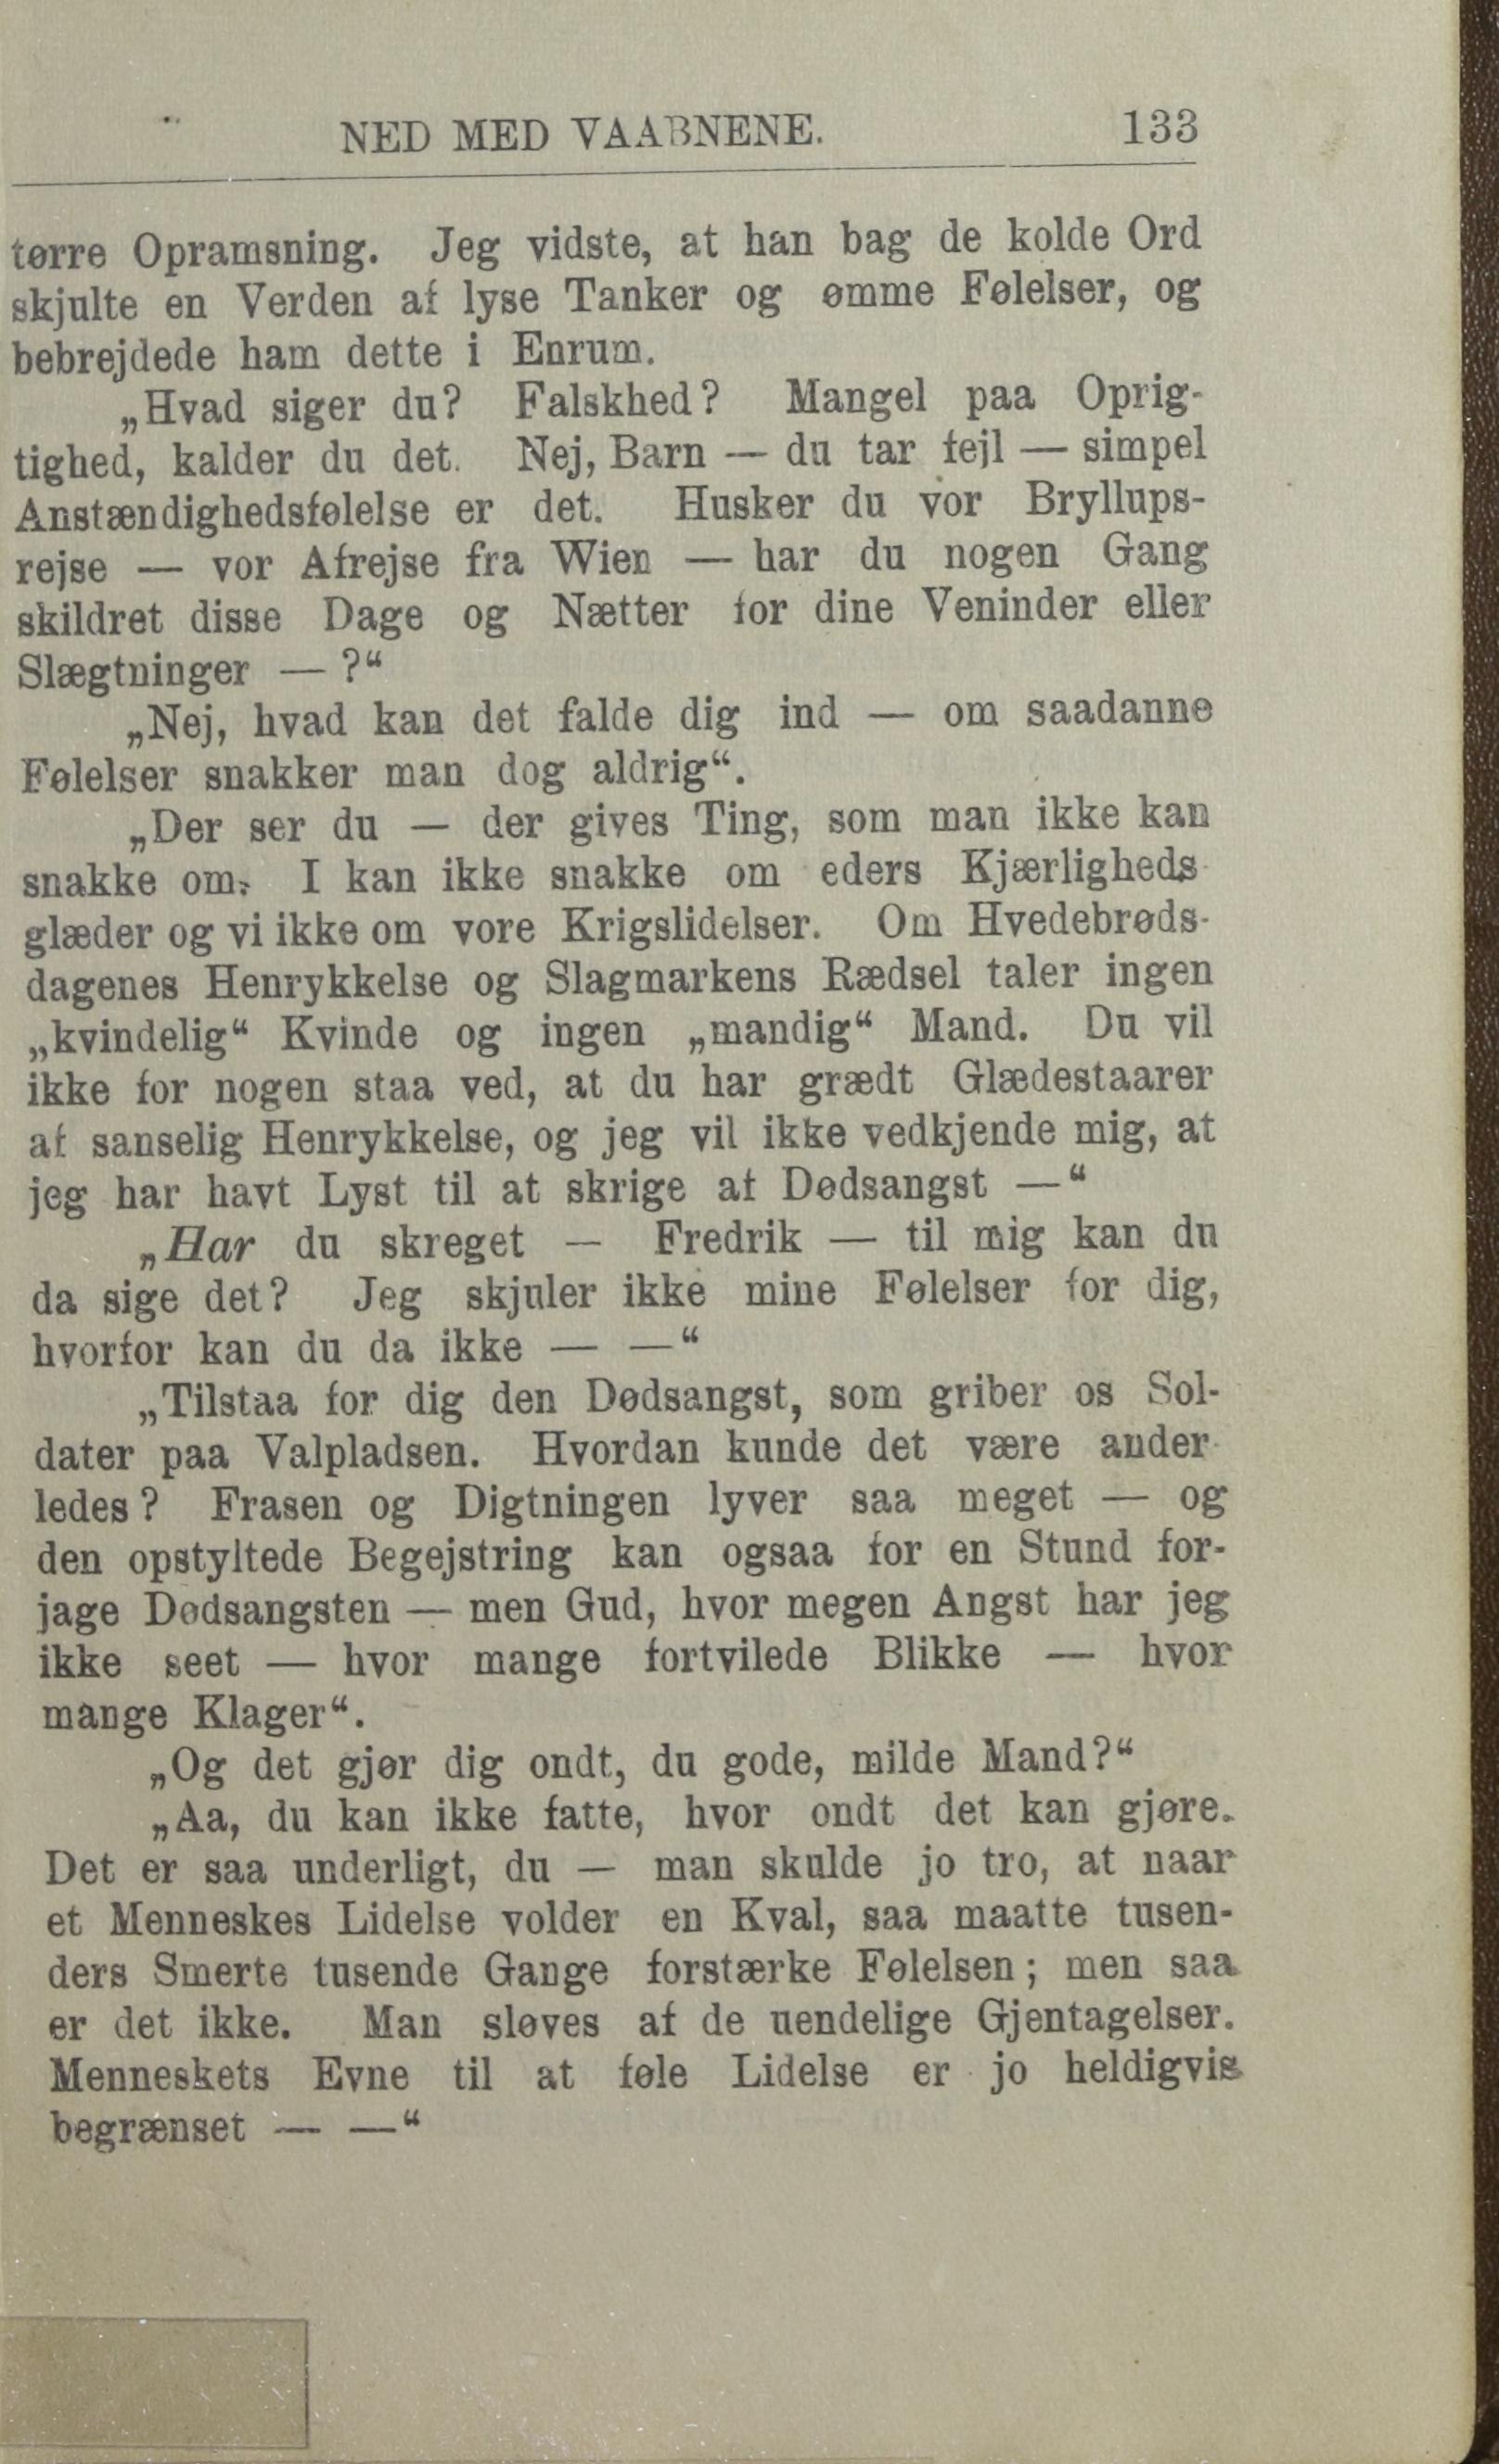 NED MED VAABNENE. 133
tørre Opramsning. Jeg vidste, at han bag de kolde Ord
skjulte en Verden af lyse Tanker og ømme Følelser, og
bebrejdede ham dette i Enrum.
„Hvad siger du? Falskhed? Mangel paa Oprig-
tighed, kalder du det. Nej, Barn — du tar fejl — simpel
Anstændighedsfølelse er det. Husker du vor Bryllups-
rejse — vor Afrejse fra Wien — har du nogen Gang
skildret disse Dage og Nætter for dine Veninder eller
Slægtninger — ?“
„Nej, hvad kan det falde dig ind — om saadanne
Følelser snakker man dog aldrig“.
„Der ser du — der gives Ting, som man ikke kan
snakke om. I kan ikke snakke om eders Kjærligheds-
glæder og vi ikke om vore Krigslidelser. Om Hvedebrøds-
dagenes Henrykkelse og Slagmarkens Rædsel taler ingen
„kvindelig“ Kvinde og ingen „mandig“ Mand. Du vil
ikke for nogen staa ved, at du har grædt Glædestaarer
af sanselig Henrykkelse, og jeg vil ikke vedkjende mig, at
jeg har havt Lyst til at skrige af Dødsangst —“
„Har du skreget — Fredrik — til mig kan du
da sige det? Jeg skjuler ikke mine Følelser for dig,
hvorfor kan du da ikke — —“
„Tilstaa for dig den Dødsangst, som griber os Sol-
dater paa Valpladsen. Hvordan kunde det være ander-
ledes? Frasen og Digtningen lyver saa meget — og
den opstyltede Begejstring kan ogsaa for en Stund for-
jage Dødsangsten — men Gud, hvor megen Angst har jeg
ikke seet — hvor mange fortvilede Blikke — hvor
mange Klager“.
„Og det gjør dig ondt, du gode, milde Mand?“
„Aa, du kan ikke fatte, hvor ondt det kan gjøre.
Det er saa underligt, du — man skulde jo tro, at naar
et Menneskes Lidelse volder en Kval, saa maatte tusen-
ders Smerte tusende Gange forstærke Følelsen; men saa
er det ikke. Man sløves af de uendelige Gjentagelser.
Menneskets Evne til at føle Lidelse er jo heldigvis
begrænset — —“